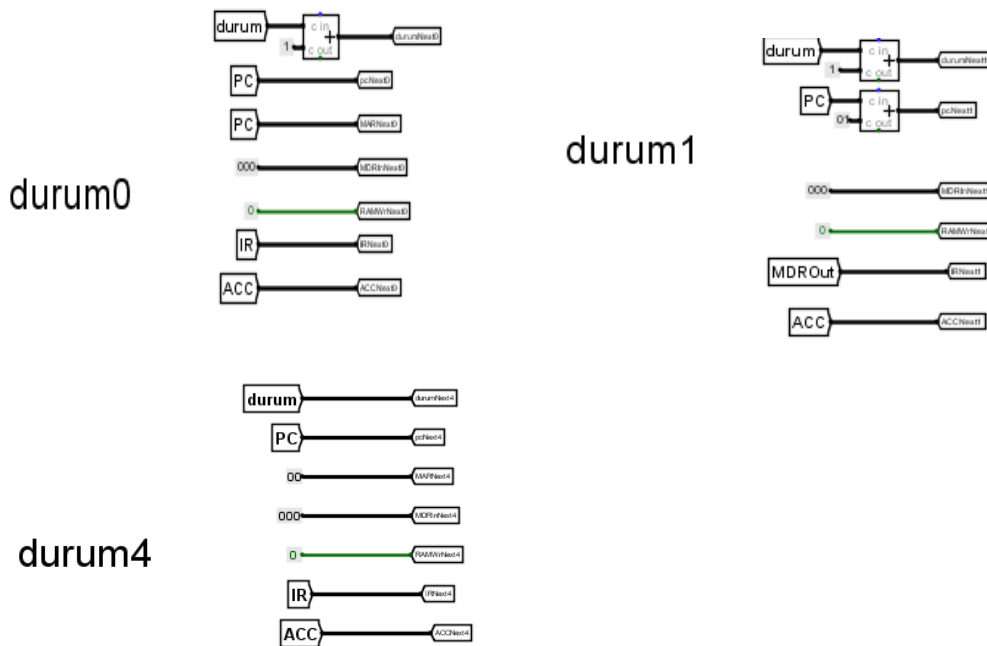 durum0
durum c in durumNext0
1 c out
PC pcNext0
PC MARNext0
000 MDRInNext0
0 RAMWrNext0
IR IRNext0
ACC ACCNext0
durum1
durum c in durumNext1
1 c out
PC c in pcNext1
01 c out
000 MDRInNext1
0 RAMWrNext
MDROut IRNext1
ACC ACCNext1
durum4
durum durumNext4
PC pcNext4
00 MARNext4
000 MDRInNext4
0 RAMWrNext4
IR IRNext4
ACC ACCNext4